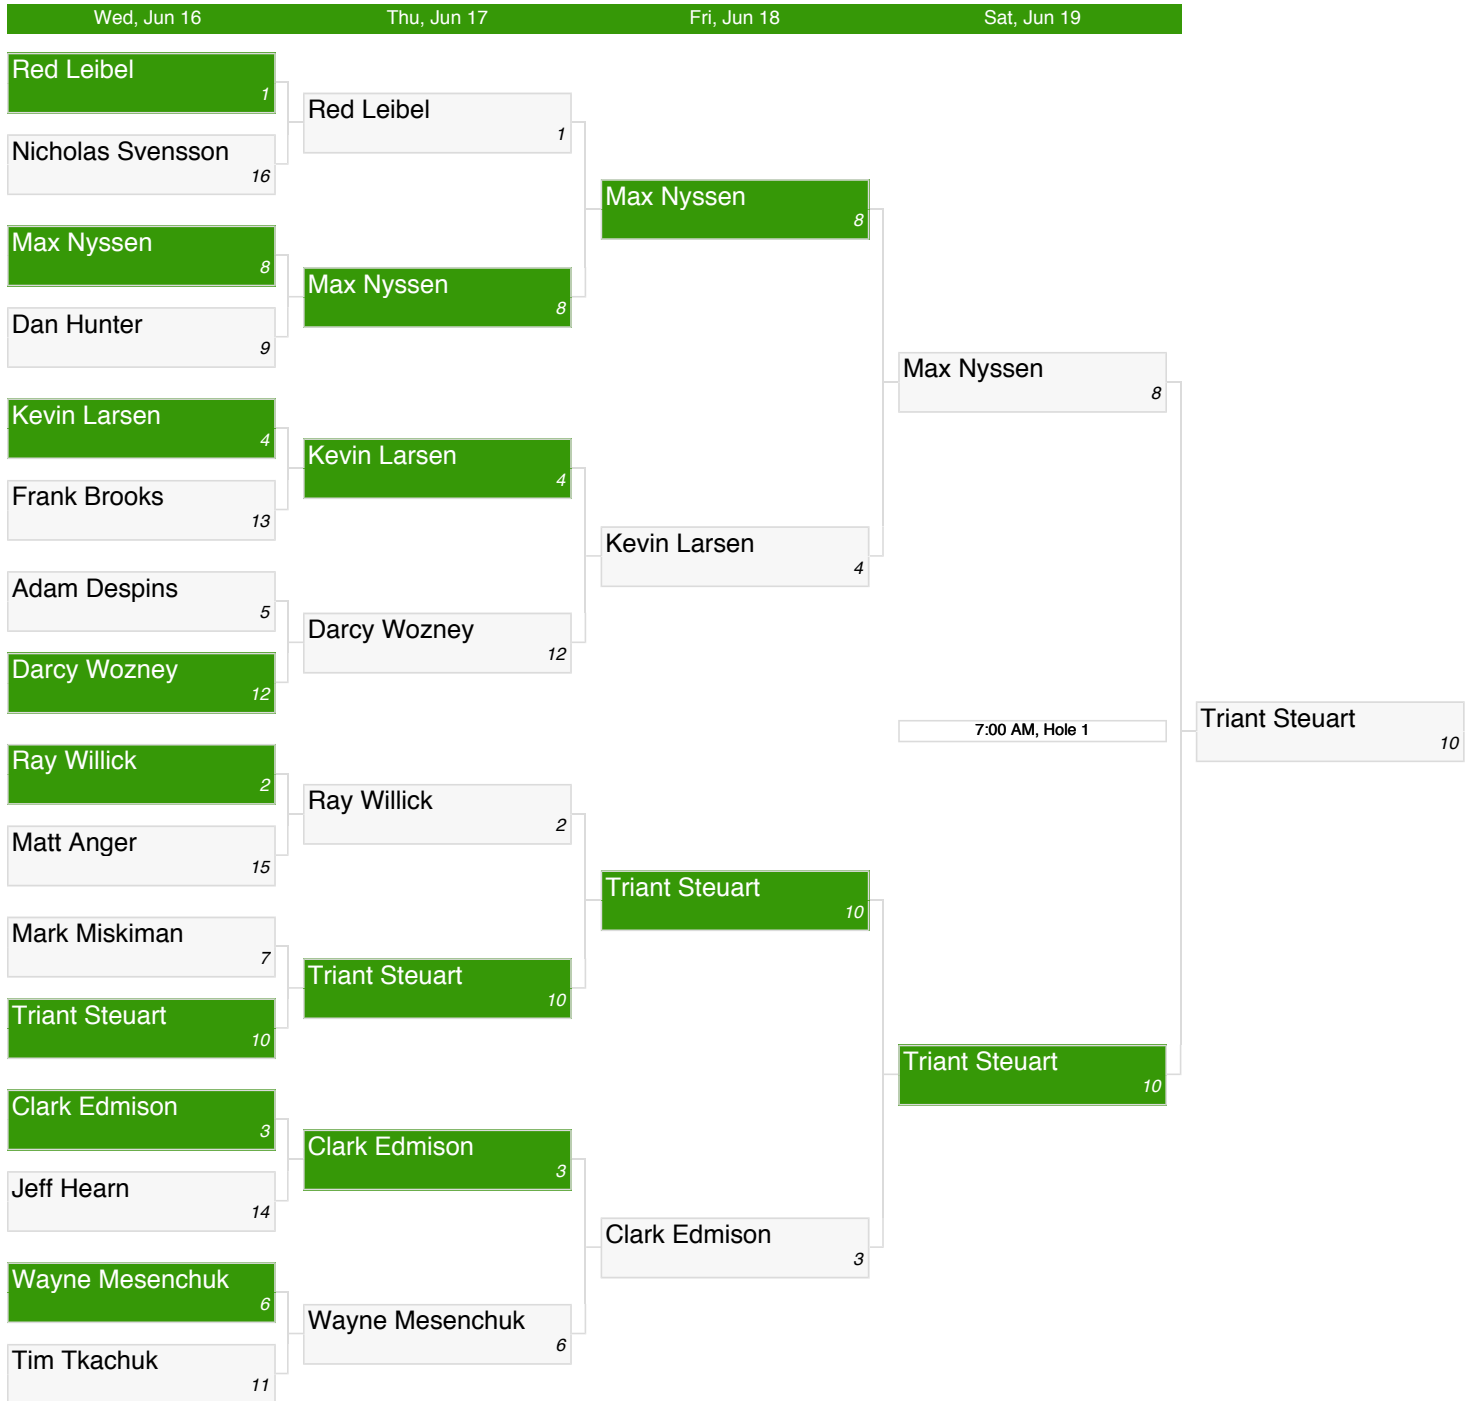 Wed, Jun 16
Thu, Jun 17
Fri, Jun 18
Sat, Jun 19
Red Leibel
1
Nicholas Svensson
16
Max Nyssen
8
Dan Hunter
9
Kevin Larsen
4
Frank Brooks
13
Adam Despins
5
Darcy Wozney
12
Ray Willick
2
Matt Anger
15
Mark Miskiman
7
Triant Steuart
10
Clark Edmison
3
Jeff Hearn
14
Wayne Mesenchuk
6
Tim Tkachuk
11
Red Leibel
1
Max Nyssen
8
Kevin Larsen
4
Darcy Wozney
12
Ray Willick
2
Triant Steuart
10
Clark Edmison
3
Wayne Mesenchuk
6
Max Nyssen
8
Kevin Larsen
4
Triant Steuart
10
Clark Edmison
3
Max Nyssen
8
7:00 AM, Hole 1
Triant Steuart
10
Triant Steuart
10